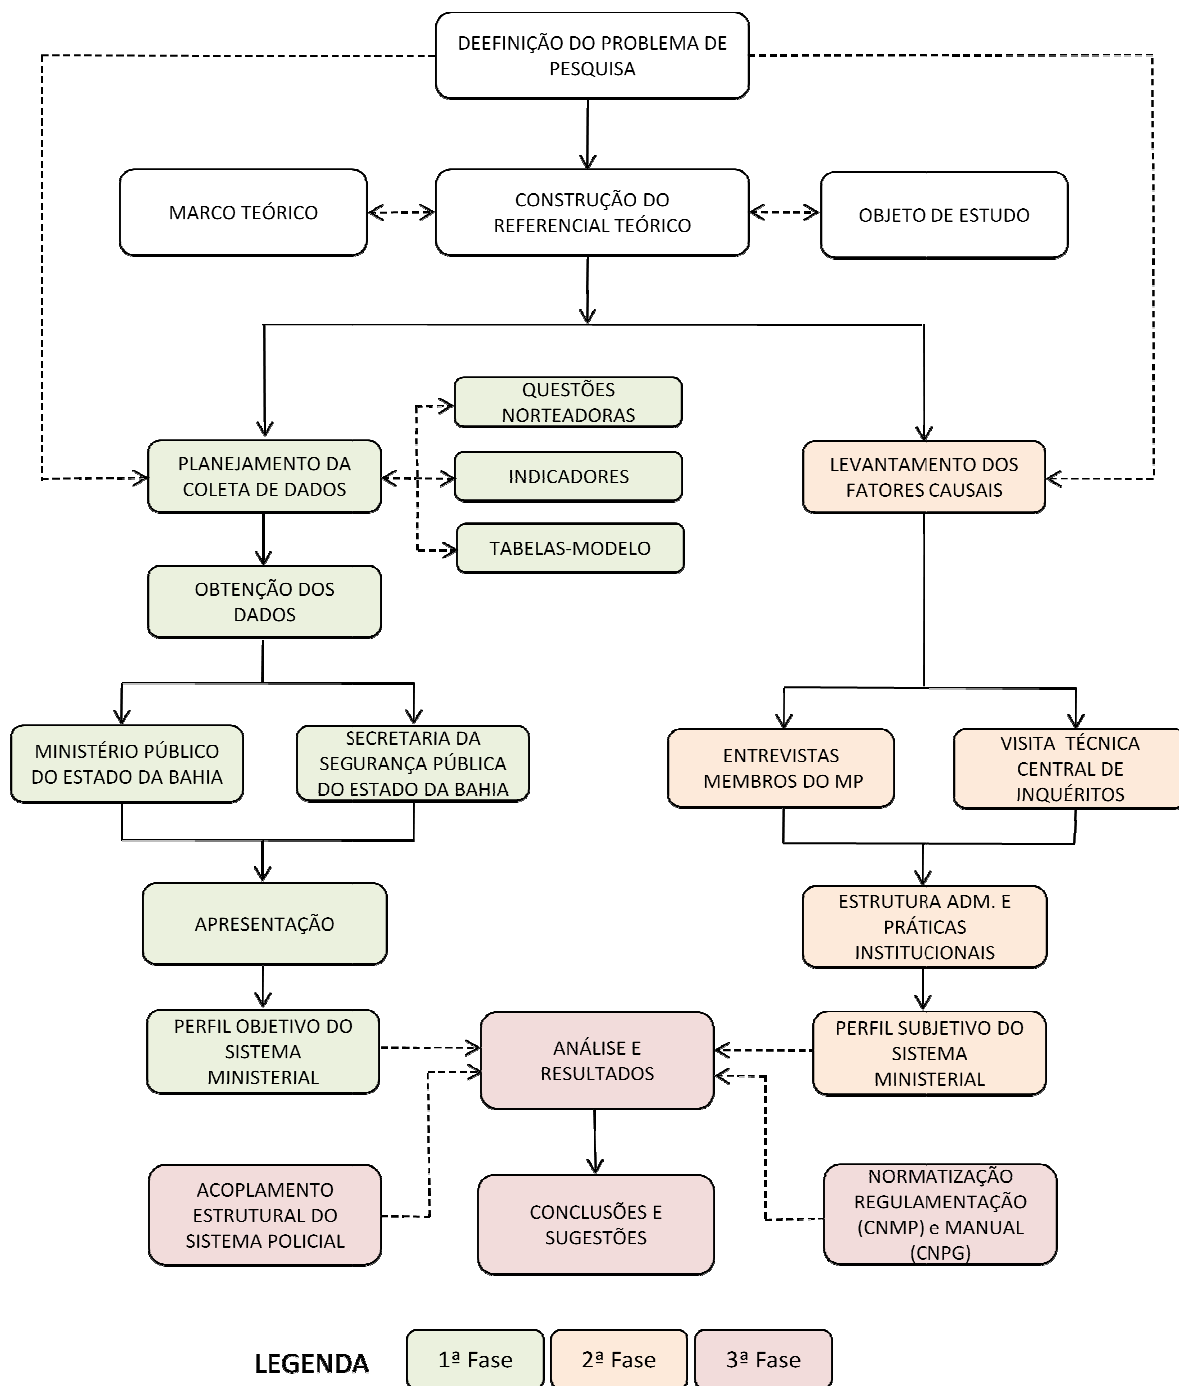 DEEFINIÇÃO DO PROBLEMA DE
PESQUISA
MARCO TEÓRICO
CONSTRUÇÃO DO
REFERENCIAL TEÓRICO
OBJETO DE ESTUDO
QUESTÕES
NORTEADORAS
PLANEJAMENTO DA
COLETA DE DADOS
INDICADORES
TABELAS-MODELO
LEVANTAMENTO DOS
FATORES CAUSAIS
OBTENÇÃO DOS
DADOS
MINISTÉRIO PÚBLICO
DO ESTADO DA BAHIA
SECRETARIA DA
SEGURANÇA PÚBLICA
DO ESTADO DA BAHIA
ENTREVISTAS
MEMBROS DO MP
VISITA TÉCNICA
CENTRAL DE
INQUÉRITOS
APRESENTAÇÃO
ESTRUTURA ADM. E
PRÁTICAS
INSTITUCIONAIS
PERFIL OBJETIVO DO
SISTEMA
MINISTERIAL
ANÁLISE E
RESULTADOS
PERFIL SUBJETIVO DO
SISTEMA
MINISTERIAL
ACOPLAMENTO
ESTRUTURAL DO
SISTEMA POLICIAL
CONCLUSÕES E
SUGESTÕES
NORMATIZAÇÃO
REGULAMENTAÇÃO
(CNMP) e MANUAL
(CNPG)
LEGENDA
1ª Fase
2ª Fase
3ª Fase